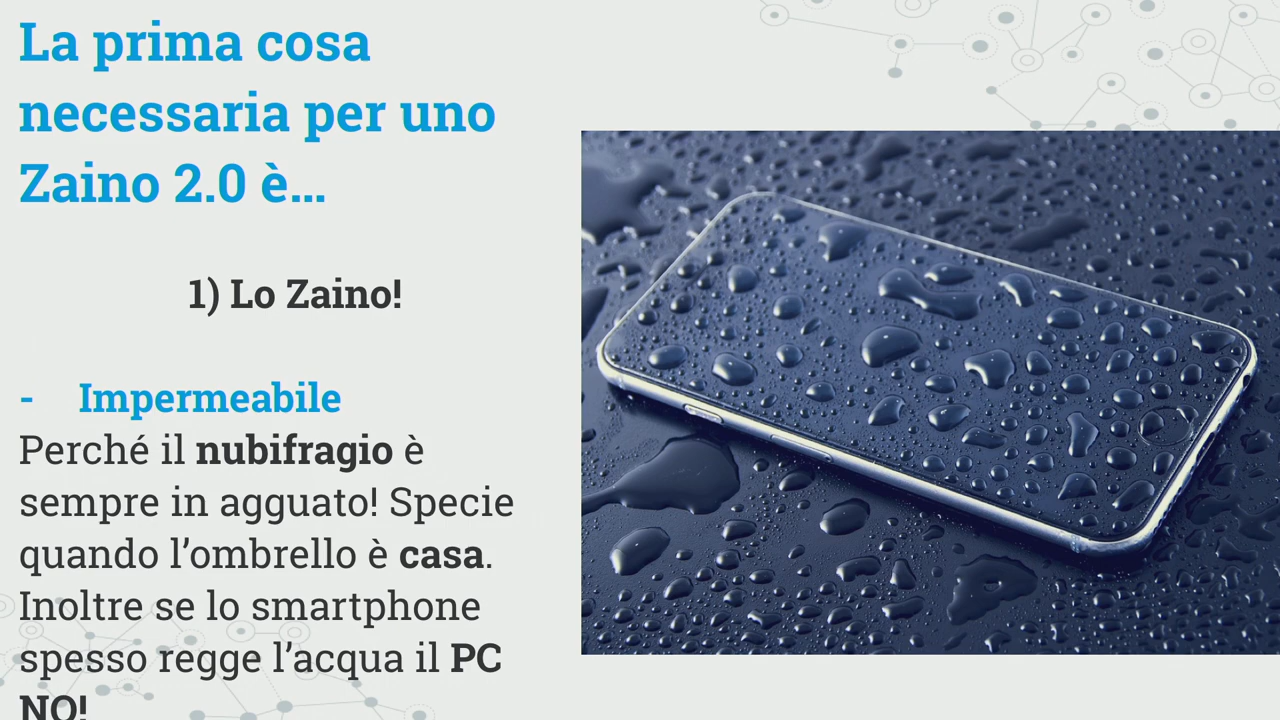 La prima cosa
necessaria per uno
Zaino 2.0 è...
1) Lo Zaino!
- Impermeabile
Perché il nubifragio è
sempre in agguato! Specie
quando l’ombrello è casa.
Inoltre se lo smartphone
spesso regge l’acqua il PC
NO!